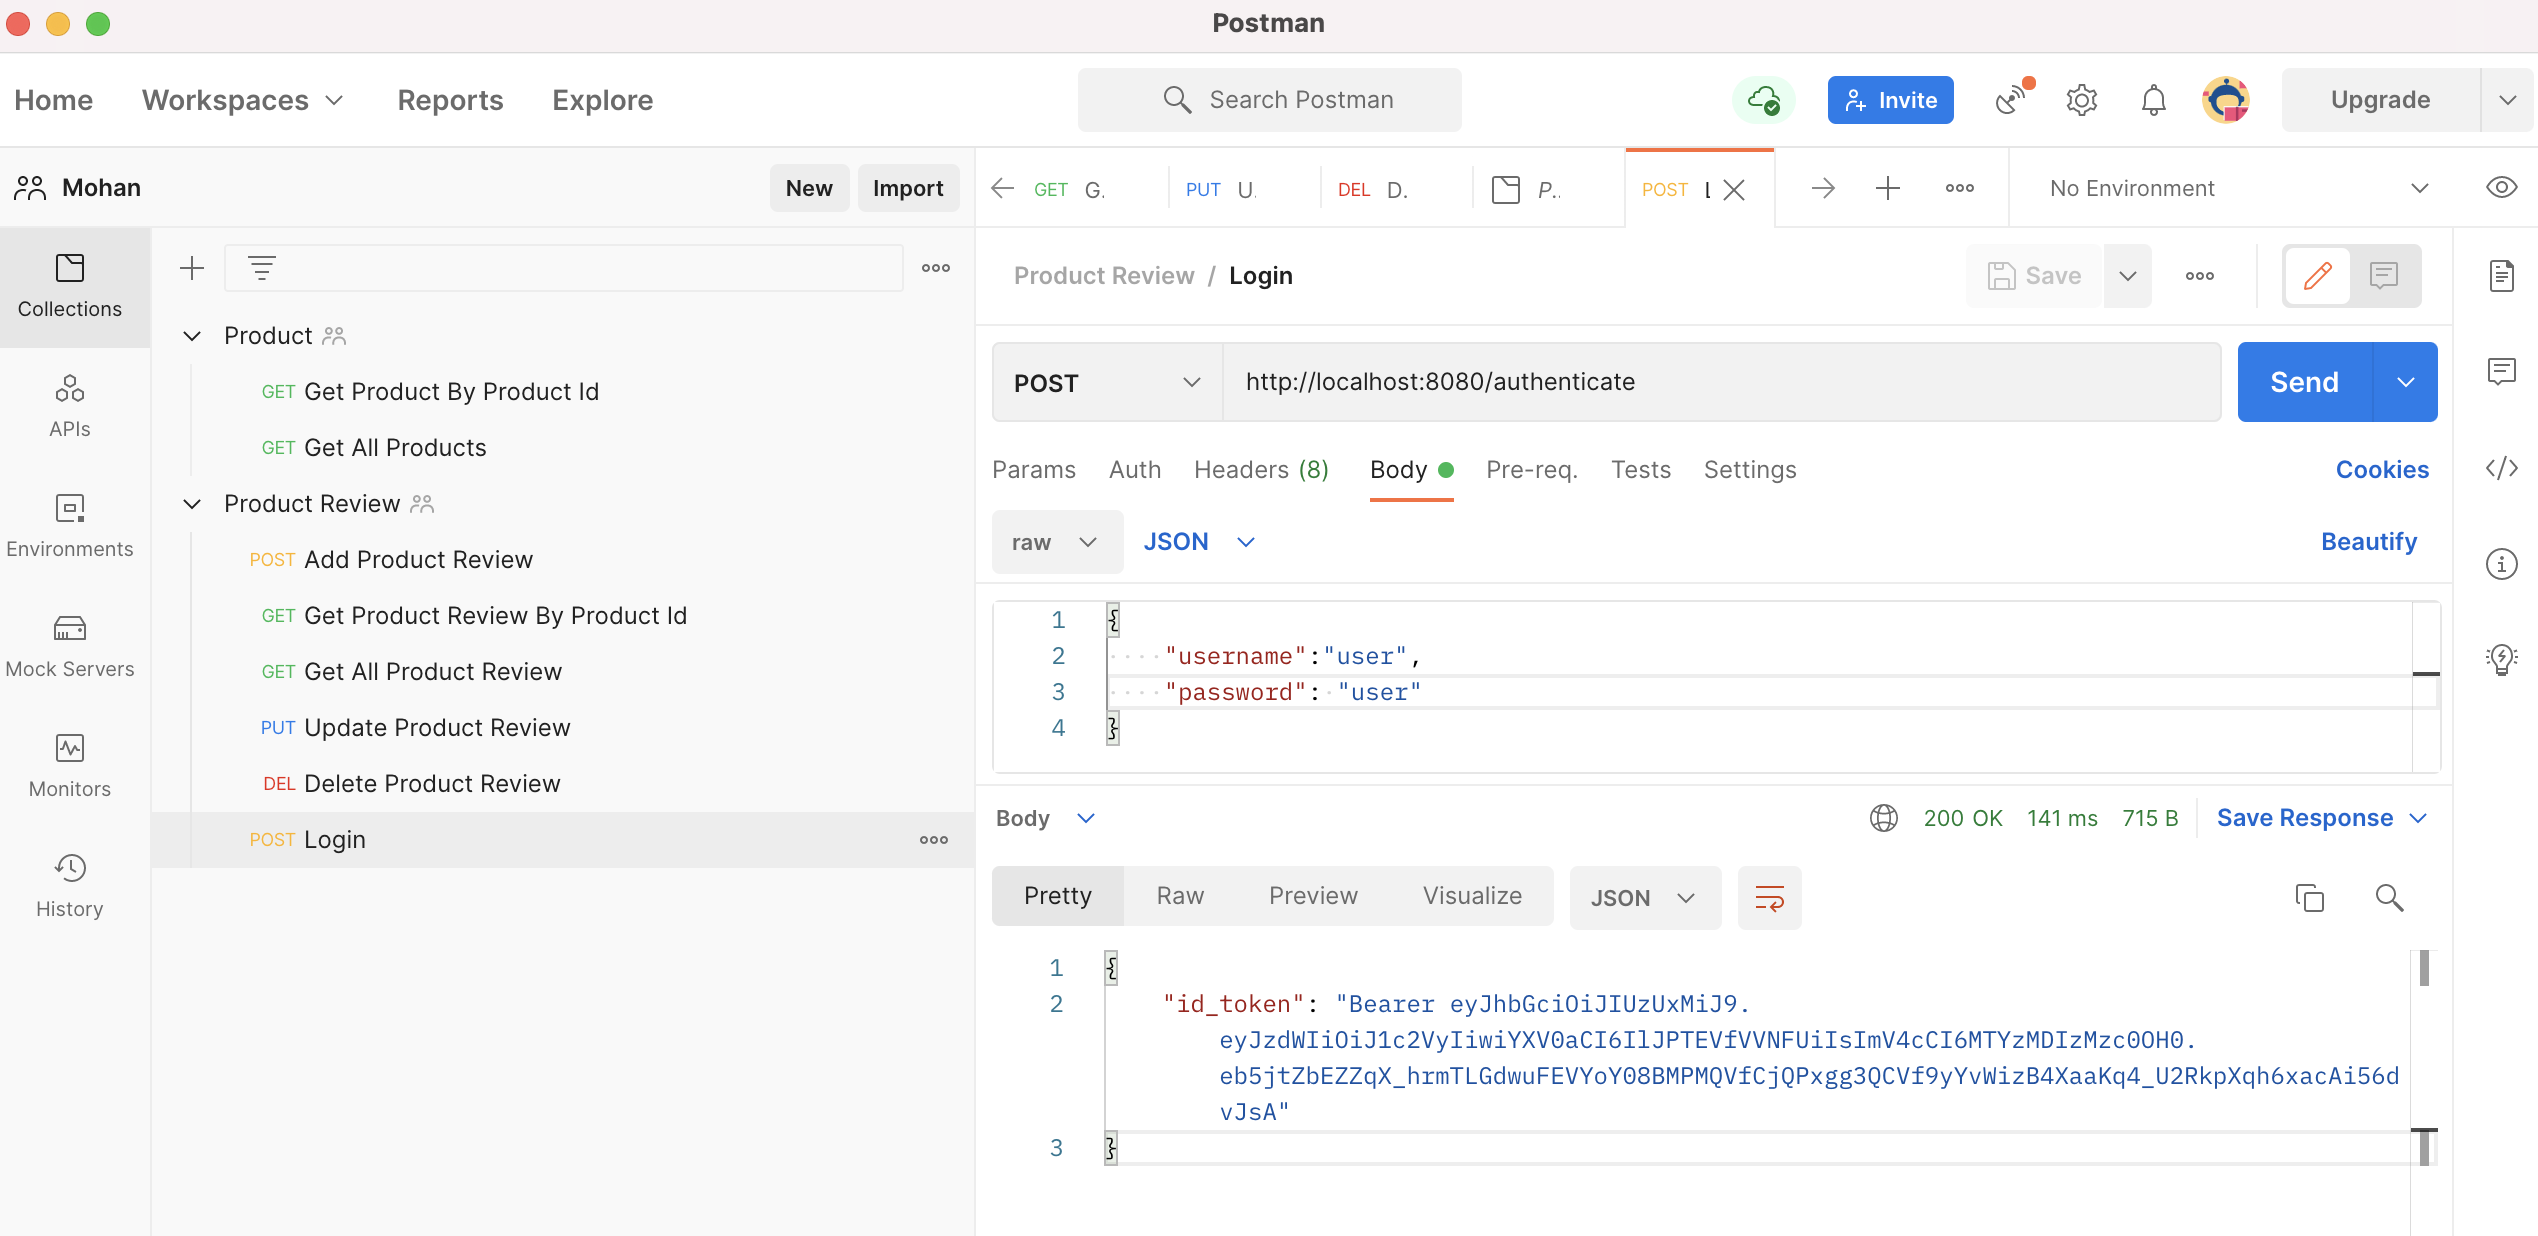 Postman
Home Workspaces Reports Explore Search Postman Invite Upgrade
Mohan New Import
GET G. PUT U. DEL D. P.. POST No Environment
Collections
APIs
Environments
Mock Servers
Monitors
History
Product
GET Get Product By Product Id
GET Get All Products
Product Review
POST Add Product Review
GET Get Product Review By Product Id
GET Get All Product Review
PUT Update Product Review
DEL Delete Product Review
POST Login
Product Review / Login Save
POST http://localhost:8080/authenticate Send
Params Auth Headers (8) Body Pre-req. Tests Settings Cookies
raw JSON Beautify
1 {
2 "username":"user",
3 "password": "user"
4 }
Body 200 OK 141 ms 715 B Save Response
Pretty Raw Preview Visualize JSON
1 {
2 "id_token": "Bearer eyJhbGciOiJIUzUxMiJ9.
eyJzdWIiOiJ1c2VyIiwiYXV0aCI6IlJPTEVfVVNFUiIsImV4cCI6MTYzMDIzMzc0OH0.
eb5jtZbEZZqX_hrmTLGdwuFEVYoY08BMPMQVfCjQPxgg3QCVf9yYvWizB4XaaKq4_U2RkpXqh6xacAi56d
vJsA"
3 }